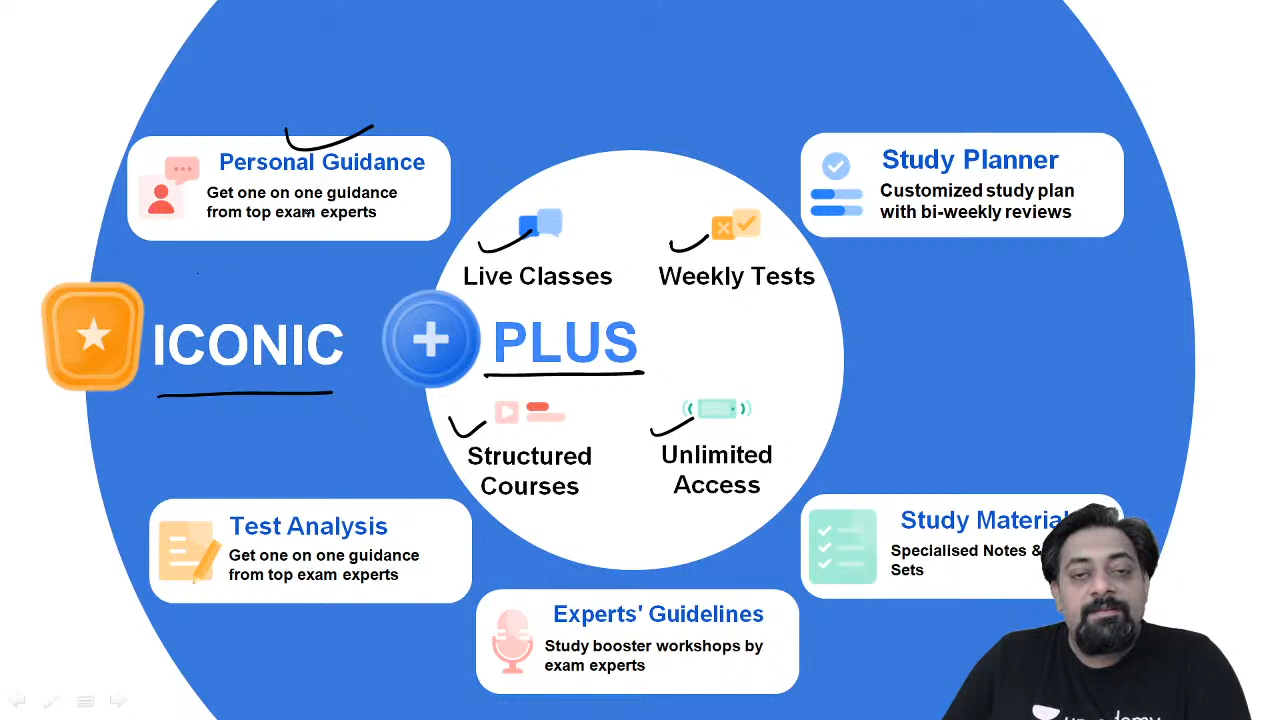 Personal Guidance
Get one on one guidance
from top exam experts
Study Planner
Customized study plan
with bi-weekly reviews
Live Classes
Weekly Tests
ICONIC
PLUS
Structured
Courses
Unlimited
Access
Test Analysis
Get one on one guidance
from top exam experts
Study Material
Specialised Notes &
Sets
Experts' Guidelines
Study booster workshops by
exam experts